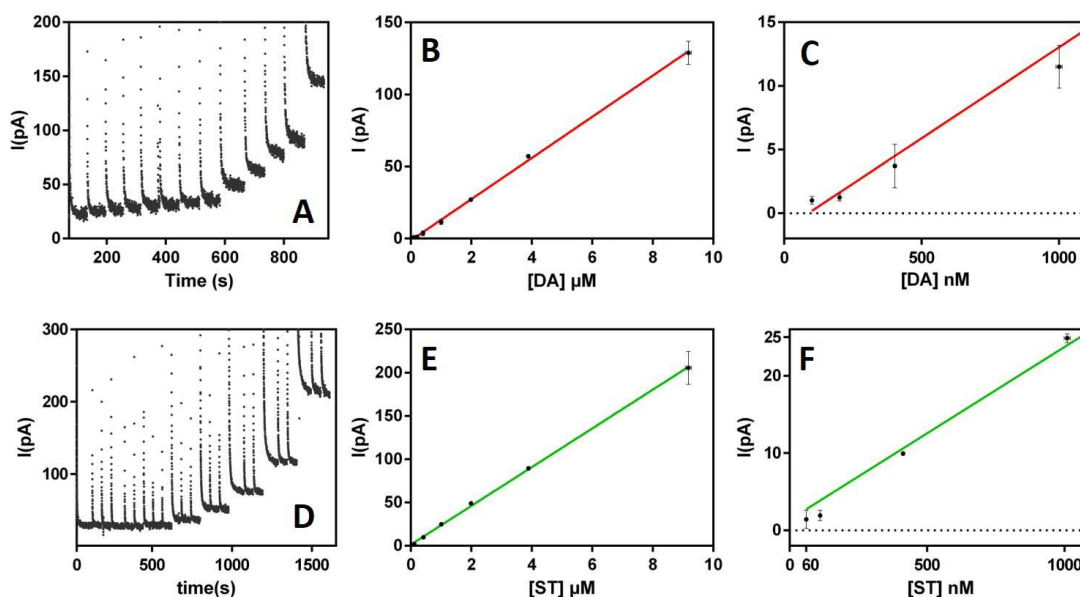 200
150
100
50
0
I(pA)
A
200 400 600 800
Time (s)
150
100
50
0
I (pA)
B
0 2 4 6 8 10
[DA] µM
15
10
5
0
I (pA)
C
0 500 1000
[DA] nM
300
200
100
I(pA)
D
0 500 1000 1500
time(s)
250
200
150
100
50
0
I(pA)
E
0 2 4 6 8 10
[ST] µM
25
20
10
0
I(pA)
F
0 60 500 1000
[ST] nM